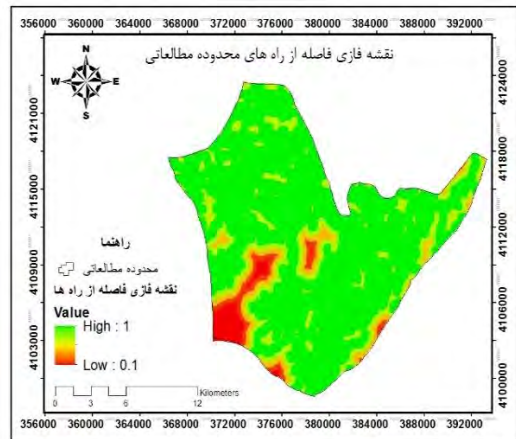 356000 360000 364000 368000 372000 376000 380000 384000 388000 392000
نقشه فازی فاصله از راه های محدوده مطالعاتی
N
W E
S
4124000
4121000
4118000
4115000
4112000
4109000
4106000
4103000
4100000
راهنما
محدوده مطالعاتی
نقشه فازی فاصله از راه ها
Value
High : 1
Low : 0.1
Kilometers
0 3 6 12
356000 360000 364000 368000 372000 376000 380000 384000 388000 392000